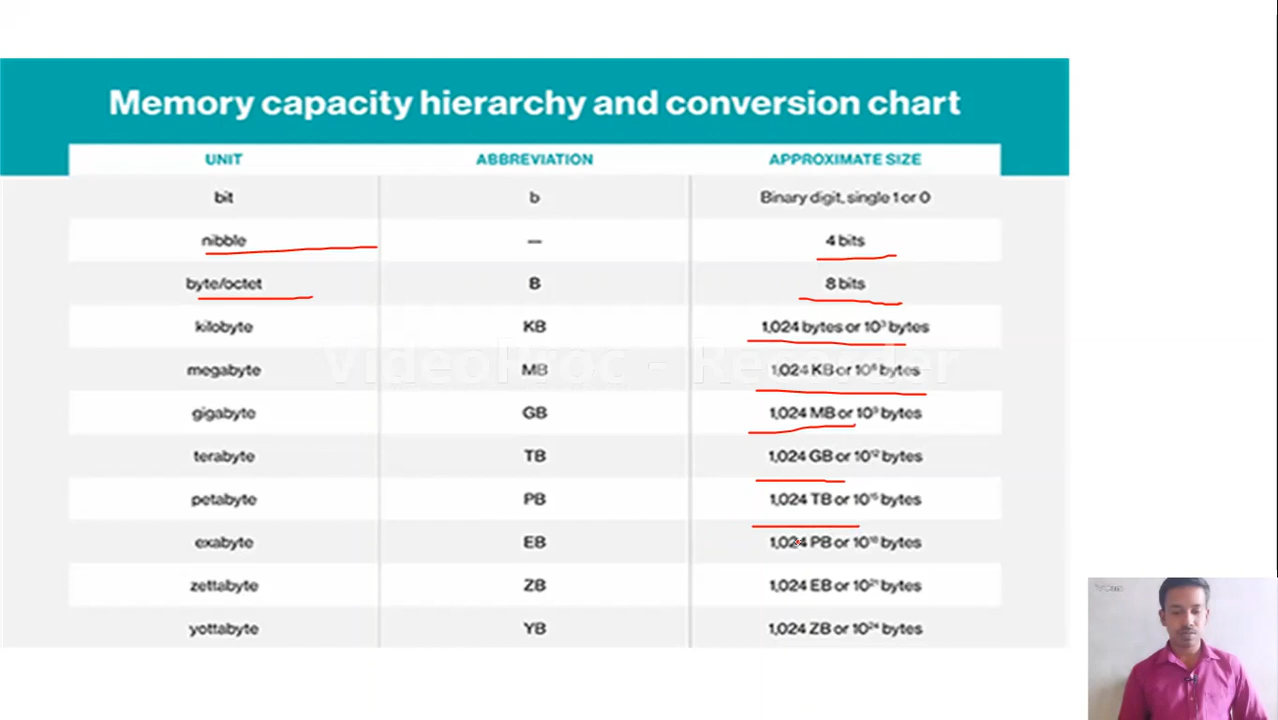 Memory capacity hierarchy and conversion chart
UNIT ABBREVIATION APPROXIMATE SIZE
bit b Binary digit, single 1 or 0
nibble — 4 bits
byte/octet B 8 bits
kilobyte KB 1,024 bytes or 10³ bytes
VideoProc - Recorder
megabyte MB 1,024 KB or 10⁶ bytes
gigabyte GB 1,024 MB or 10⁹ bytes
terabyte TB 1,024 GB or 10¹² bytes
petabyte PB 1,024 TB or 10¹⁵ bytes
exabyte EB 1,024 PB or 10¹⁸ bytes
zettabyte ZB 1,024 EB or 10²¹ bytes
yottabyte YB 1,024 ZB or 10²⁴ bytes